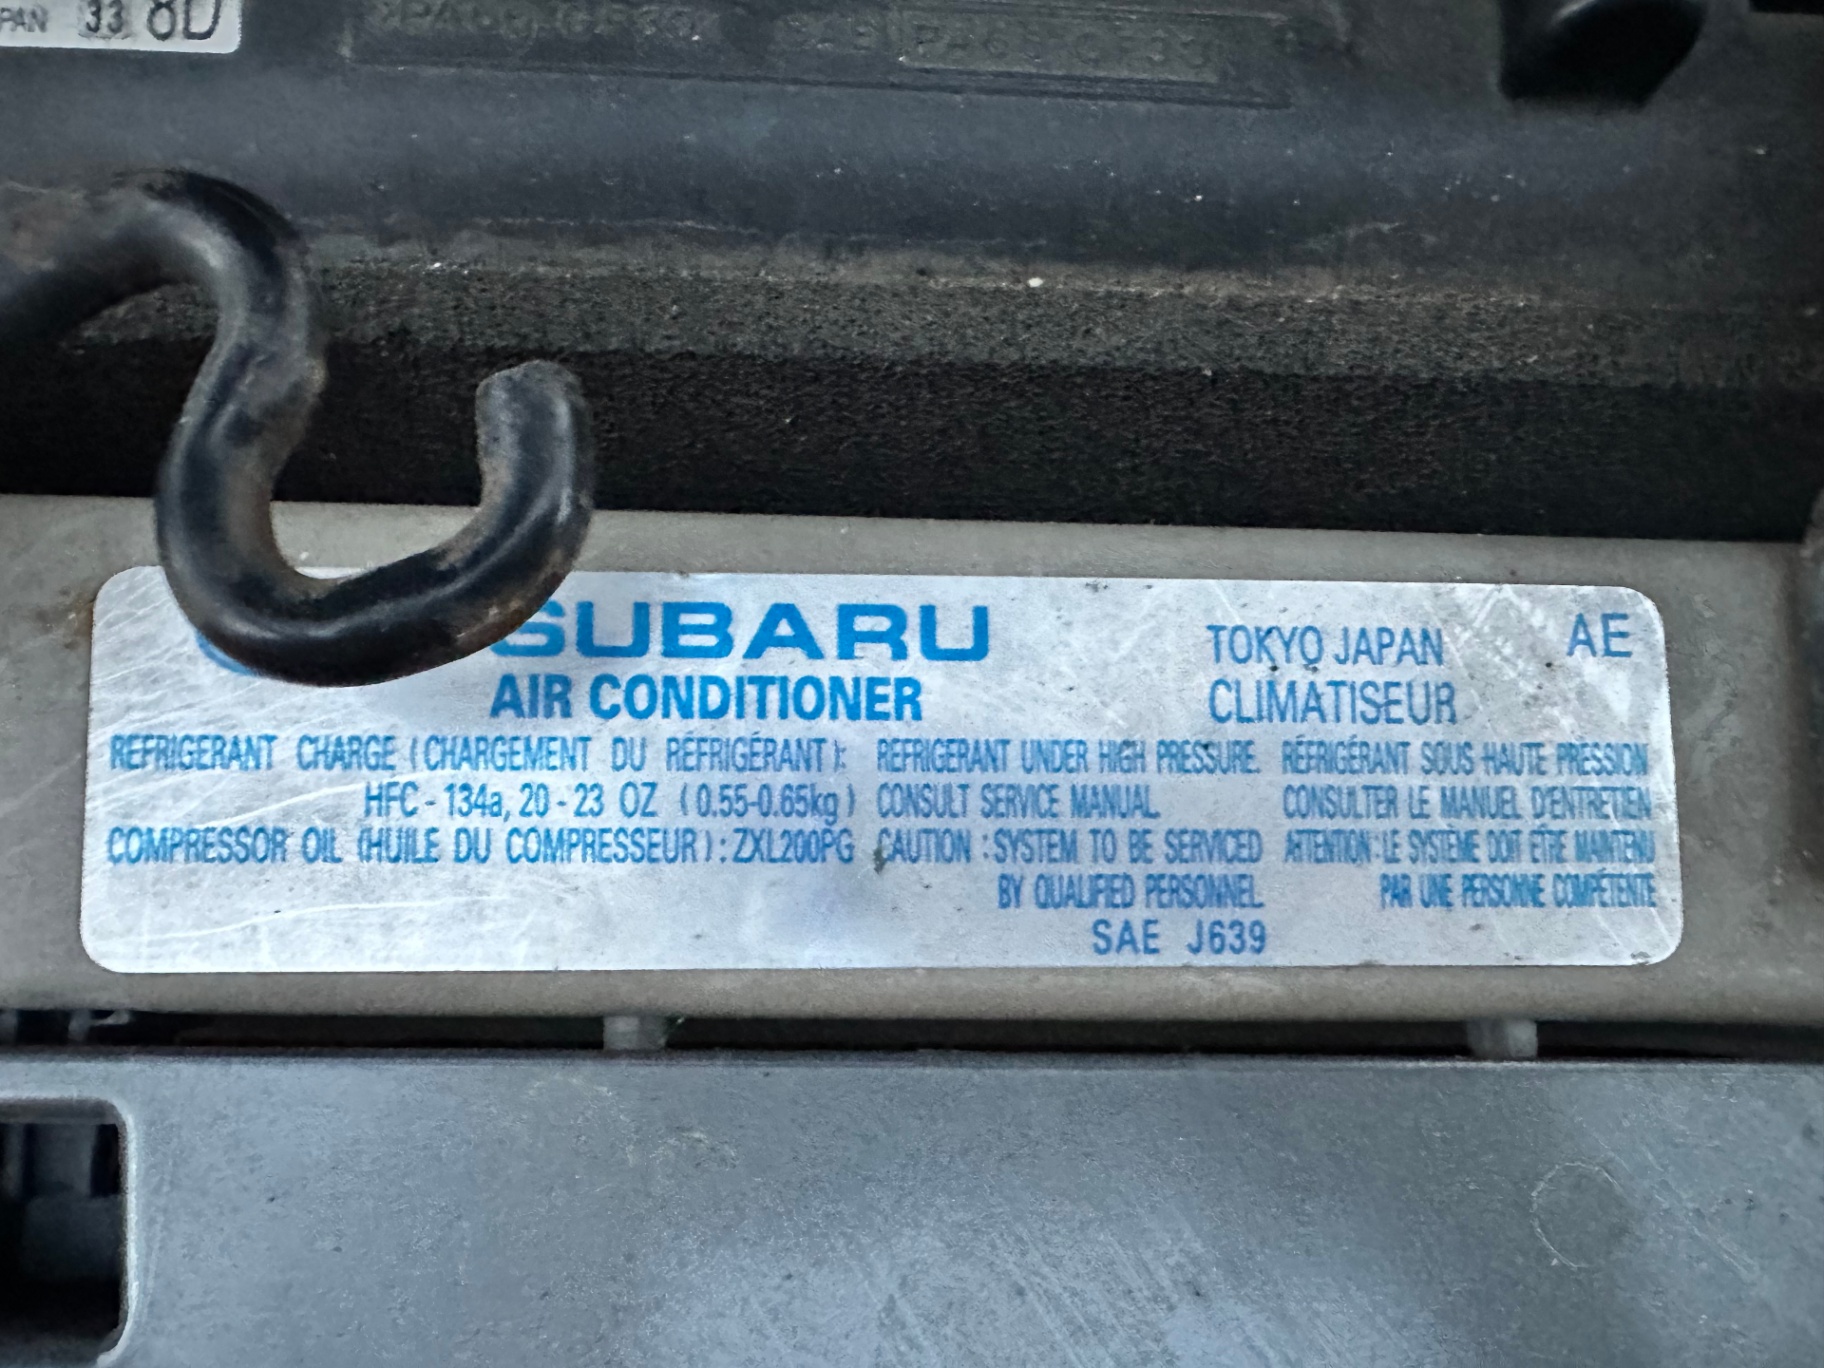 PAN 33 8D
SUBARU
AIR CONDITIONER
TOKYO JAPAN
CLIMATISEUR
AE
REFRIGERANT CHARGE (CHARGEMENT DU RÉFRIGÉRANT):
HFC - 134a, 20 - 23 OZ (0.55-0.65kg)
COMPRESSOR OIL (HUILE DU COMPRESSEUR): ZXL200PG
REFRIGERANT UNDER HIGH PRESSURE.
CONSULT SERVICE MANUAL
CAUTION : SYSTEM TO BE SERVICED
BY QUALIFIED PERSONNEL
SAE J639
RÉFRIGÉRANT SOUS HAUTE PRESSION
CONSULTER LE MANUEL D'ENTRETIEN
ATTENTION : LE SYSTÈME DOIT ÊTRE MAINTENU
PAR UNE PERSONNE COMPÉTENTE